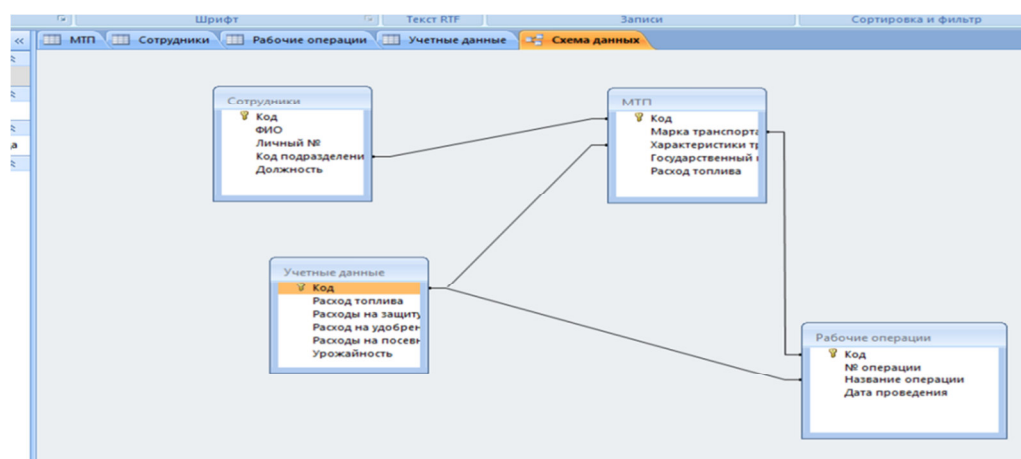 Шрифт
Текст RTF
Записи
Сортировка и фильтр
МТП
Сотрудники
Рабочие операции
Учетные данные
Схема данных
да
Сотрудники
Код
ФИО
Личный №
Код подразделени
Должность
МТП
Код
Марка транспорта
Характеристики т
Государственный
Расход топлива
Учетные данные
Код
Расход топлива
Расходы на защиту
Расход на удобрен
Расходы на посевн
Урожайность
Рабочие операции
Код
№ операции
Название операции
Дата проведения